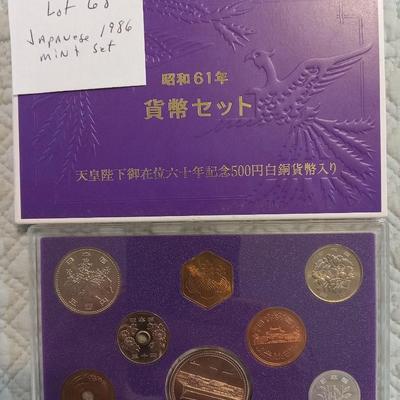 Lot 68
JAPANESE 1986
mint set
昭和61年
貨幣セット
天皇陛下御在位六十年記念500円白銅貨幣入り